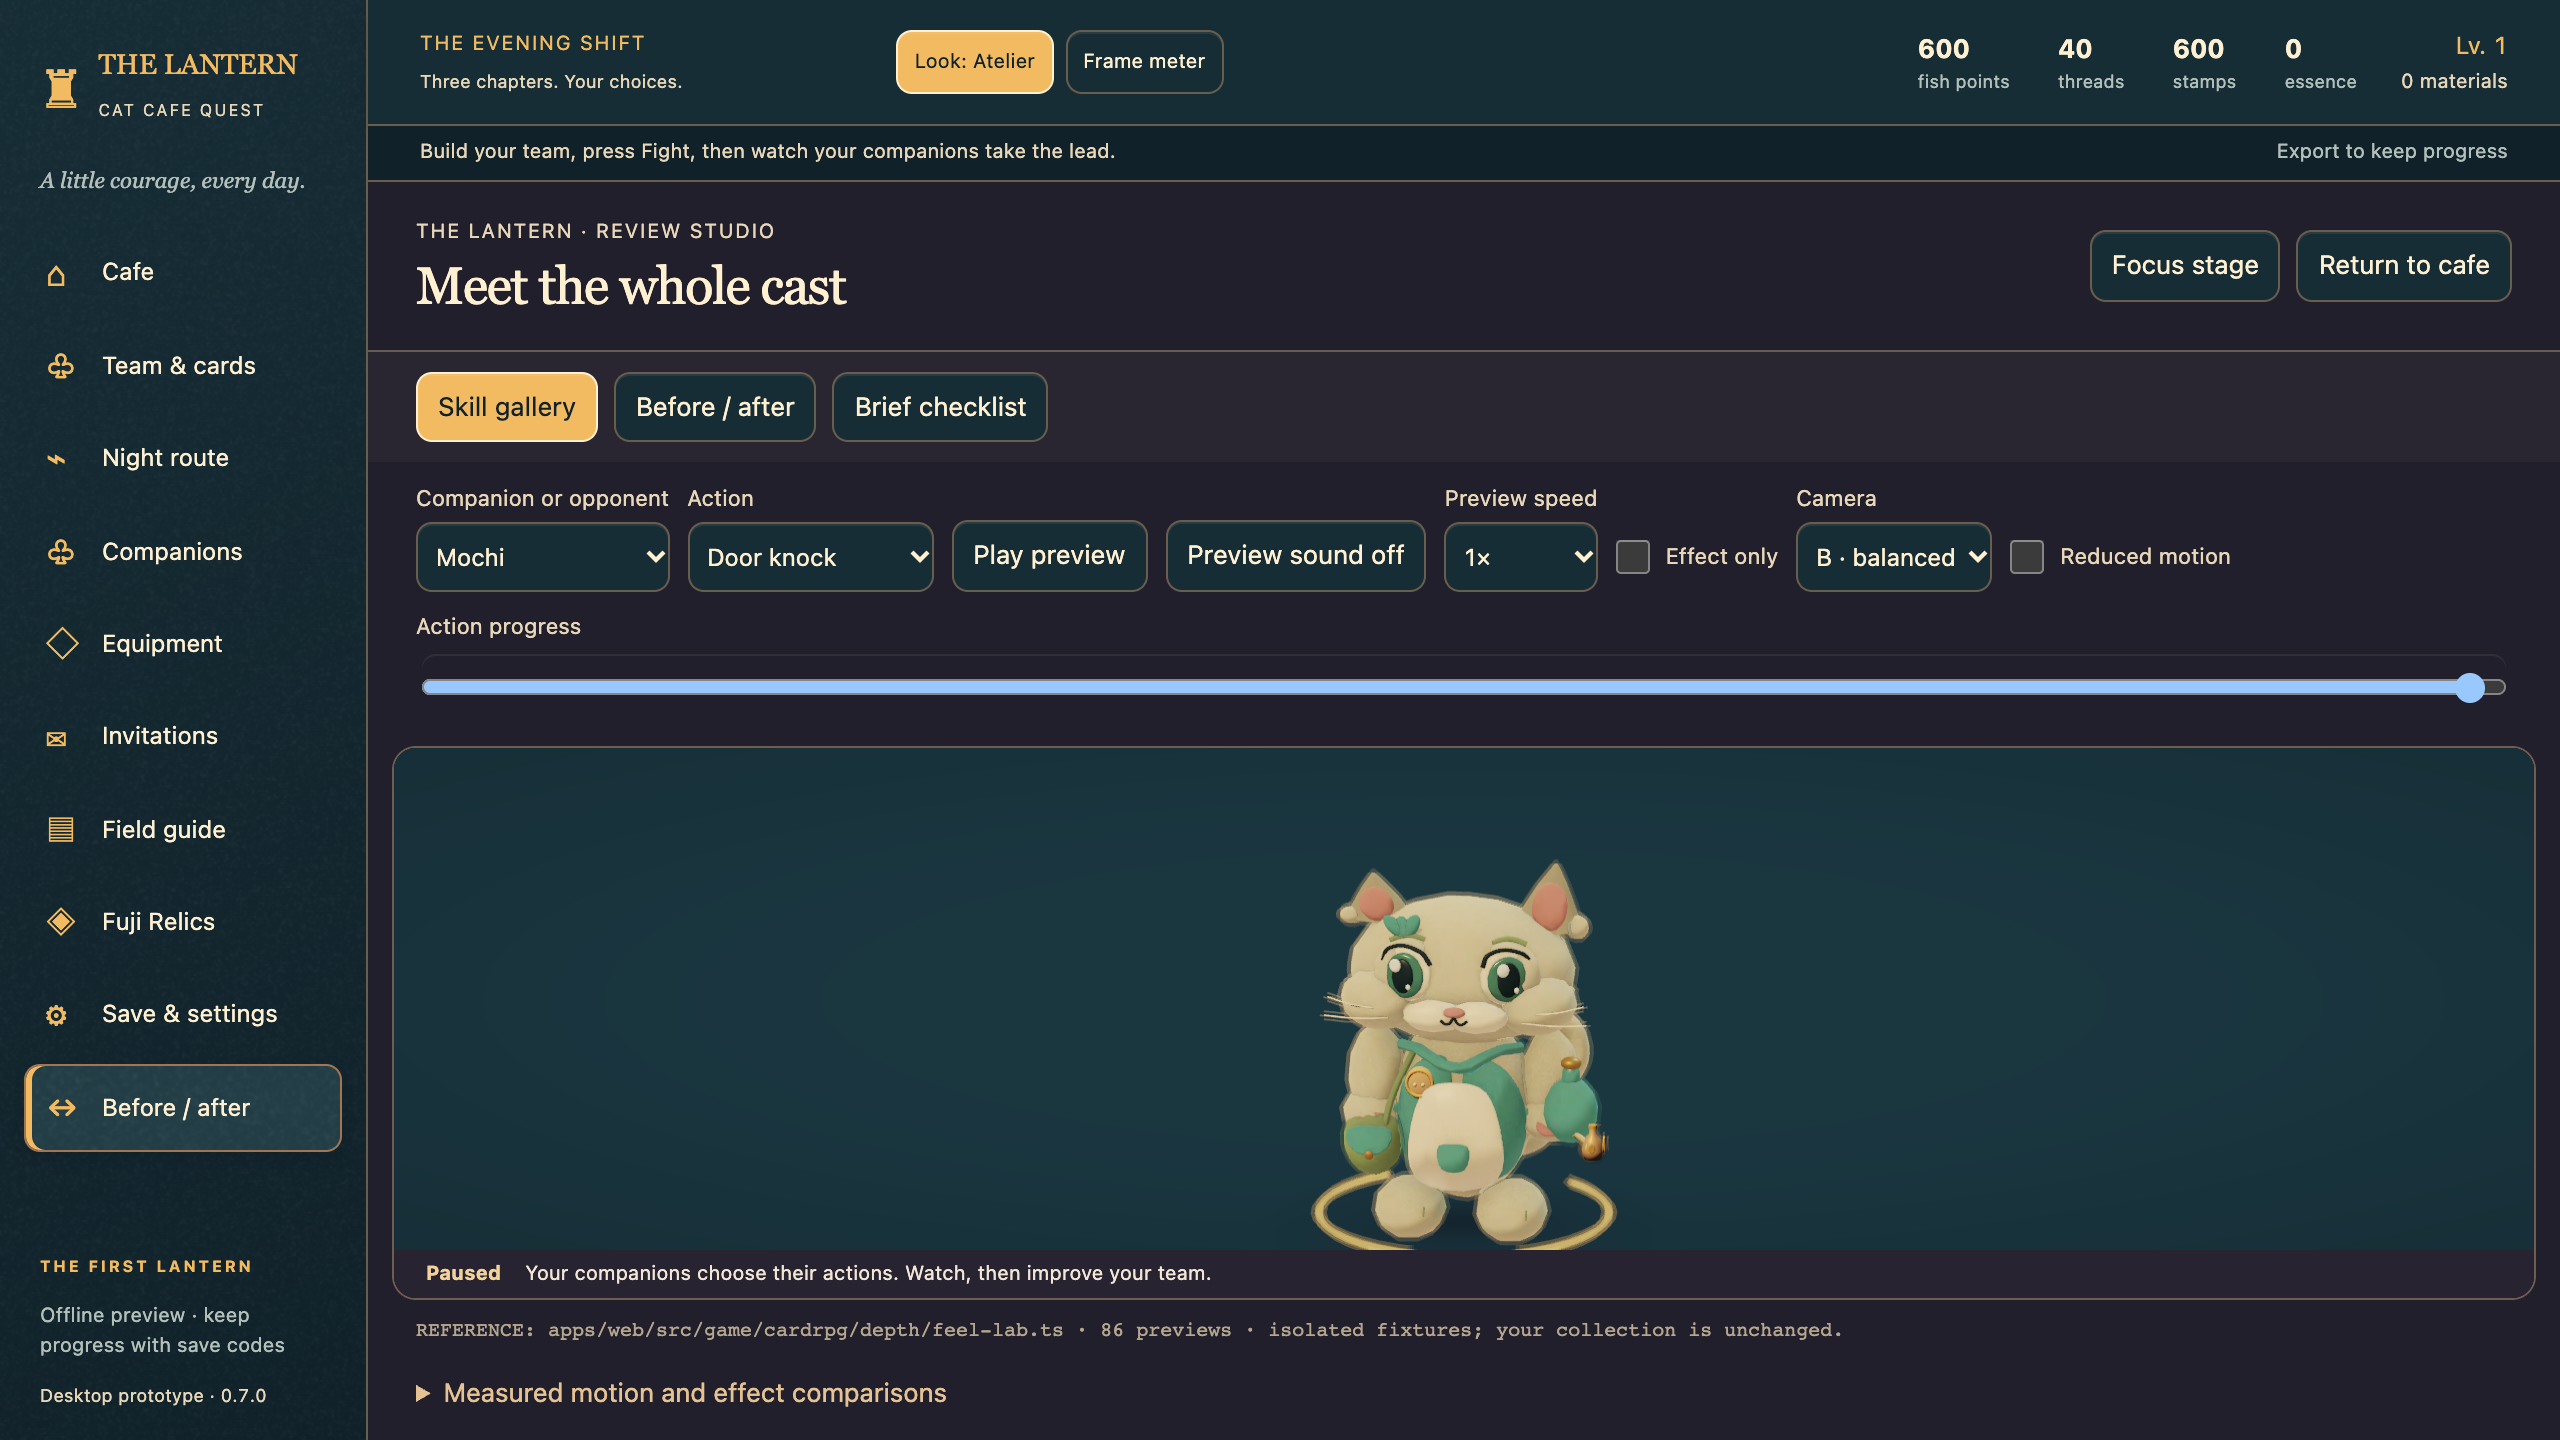 THE LANTERN
CAT CAFE QUEST
A little courage, every day.
Cafe
Team & cards
Night route
Companions
Equipment
Invitations
Field guide
Fuji Relics
Save & settings
Before / after
THE FIRST LANTERN
Offline preview · keep
progress with save codes
Desktop prototype · 0.7.0
THE EVENING SHIFT
Three chapters. Your choices.
Look: Atelier
Frame meter
600
fish points
40
threads
600
stamps
0
essence
Lv. 1
0 materials
Build your team, press Fight, then watch your companions take the lead.
Export to keep progress
THE LANTERN · REVIEW STUDIO
Meet the whole cast
Focus stage
Return to cafe
Skill gallery
Before / after
Brief checklist
Companion or opponent
Mochi
Action
Door knock
Play preview
Preview sound off
Preview speed
1×
Effect only
Camera
B · balanced
Reduced motion
Action progress
Paused Your companions choose their actions. Watch, then improve your team.
REFERENCE: apps/web/src/game/cardrpg/depth/feel-lab.ts · 86 previews · isolated fixtures; your collection is unchanged.
Measured motion and effect comparisons